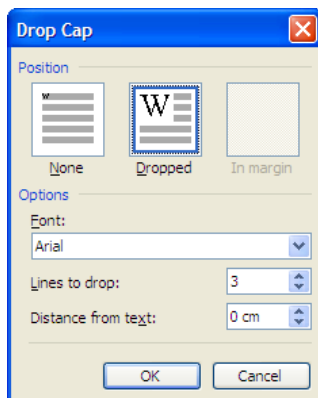 Drop Cap
Position
W
W
None Dropped In margin
Options
Font:
Arial
Lines to drop: 3
Distance from text: 0 cm
OK Cancel